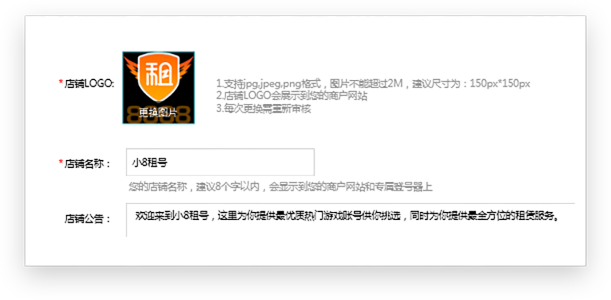 *店铺LOGO:
租
8008
更换图片
1.支持jpg,jpeg,png格式，图片不能超过2M，建议尺寸为：150px*150px
2.店铺LOGO会展示到您的商户网站
3.每次更换需重新审核
*店铺名称： 小8租号
您的店铺名称，建议8个字以内，会显示到您的商户网站和专属登号器上
店铺公告： 欢迎来到小8租号，这里为你提供最优质热门游戏账号供你挑选，同时为你提供最全方位的租赁服务。